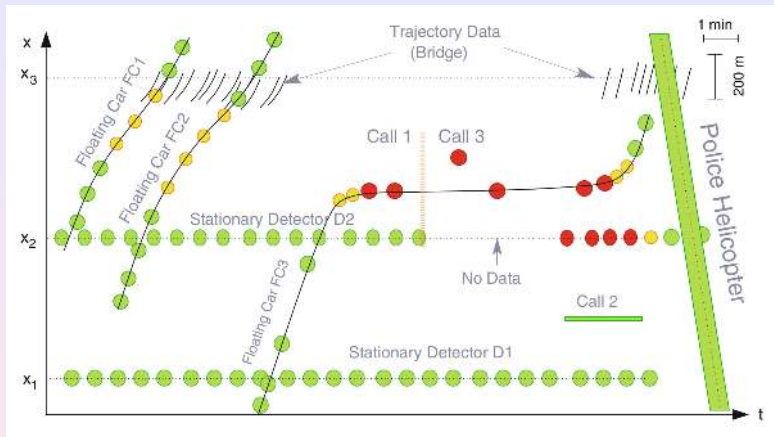 x
1 min
Trajectory Data
(Bridge)
x3
200 m
Floating Car FC1
Floating Car FC2
Call 1
Call 3
Police Helicopter
Stationary Detector D2
x2
No Data
Floating Car FC3
Call 2
Stationary Detector D1
x1
t